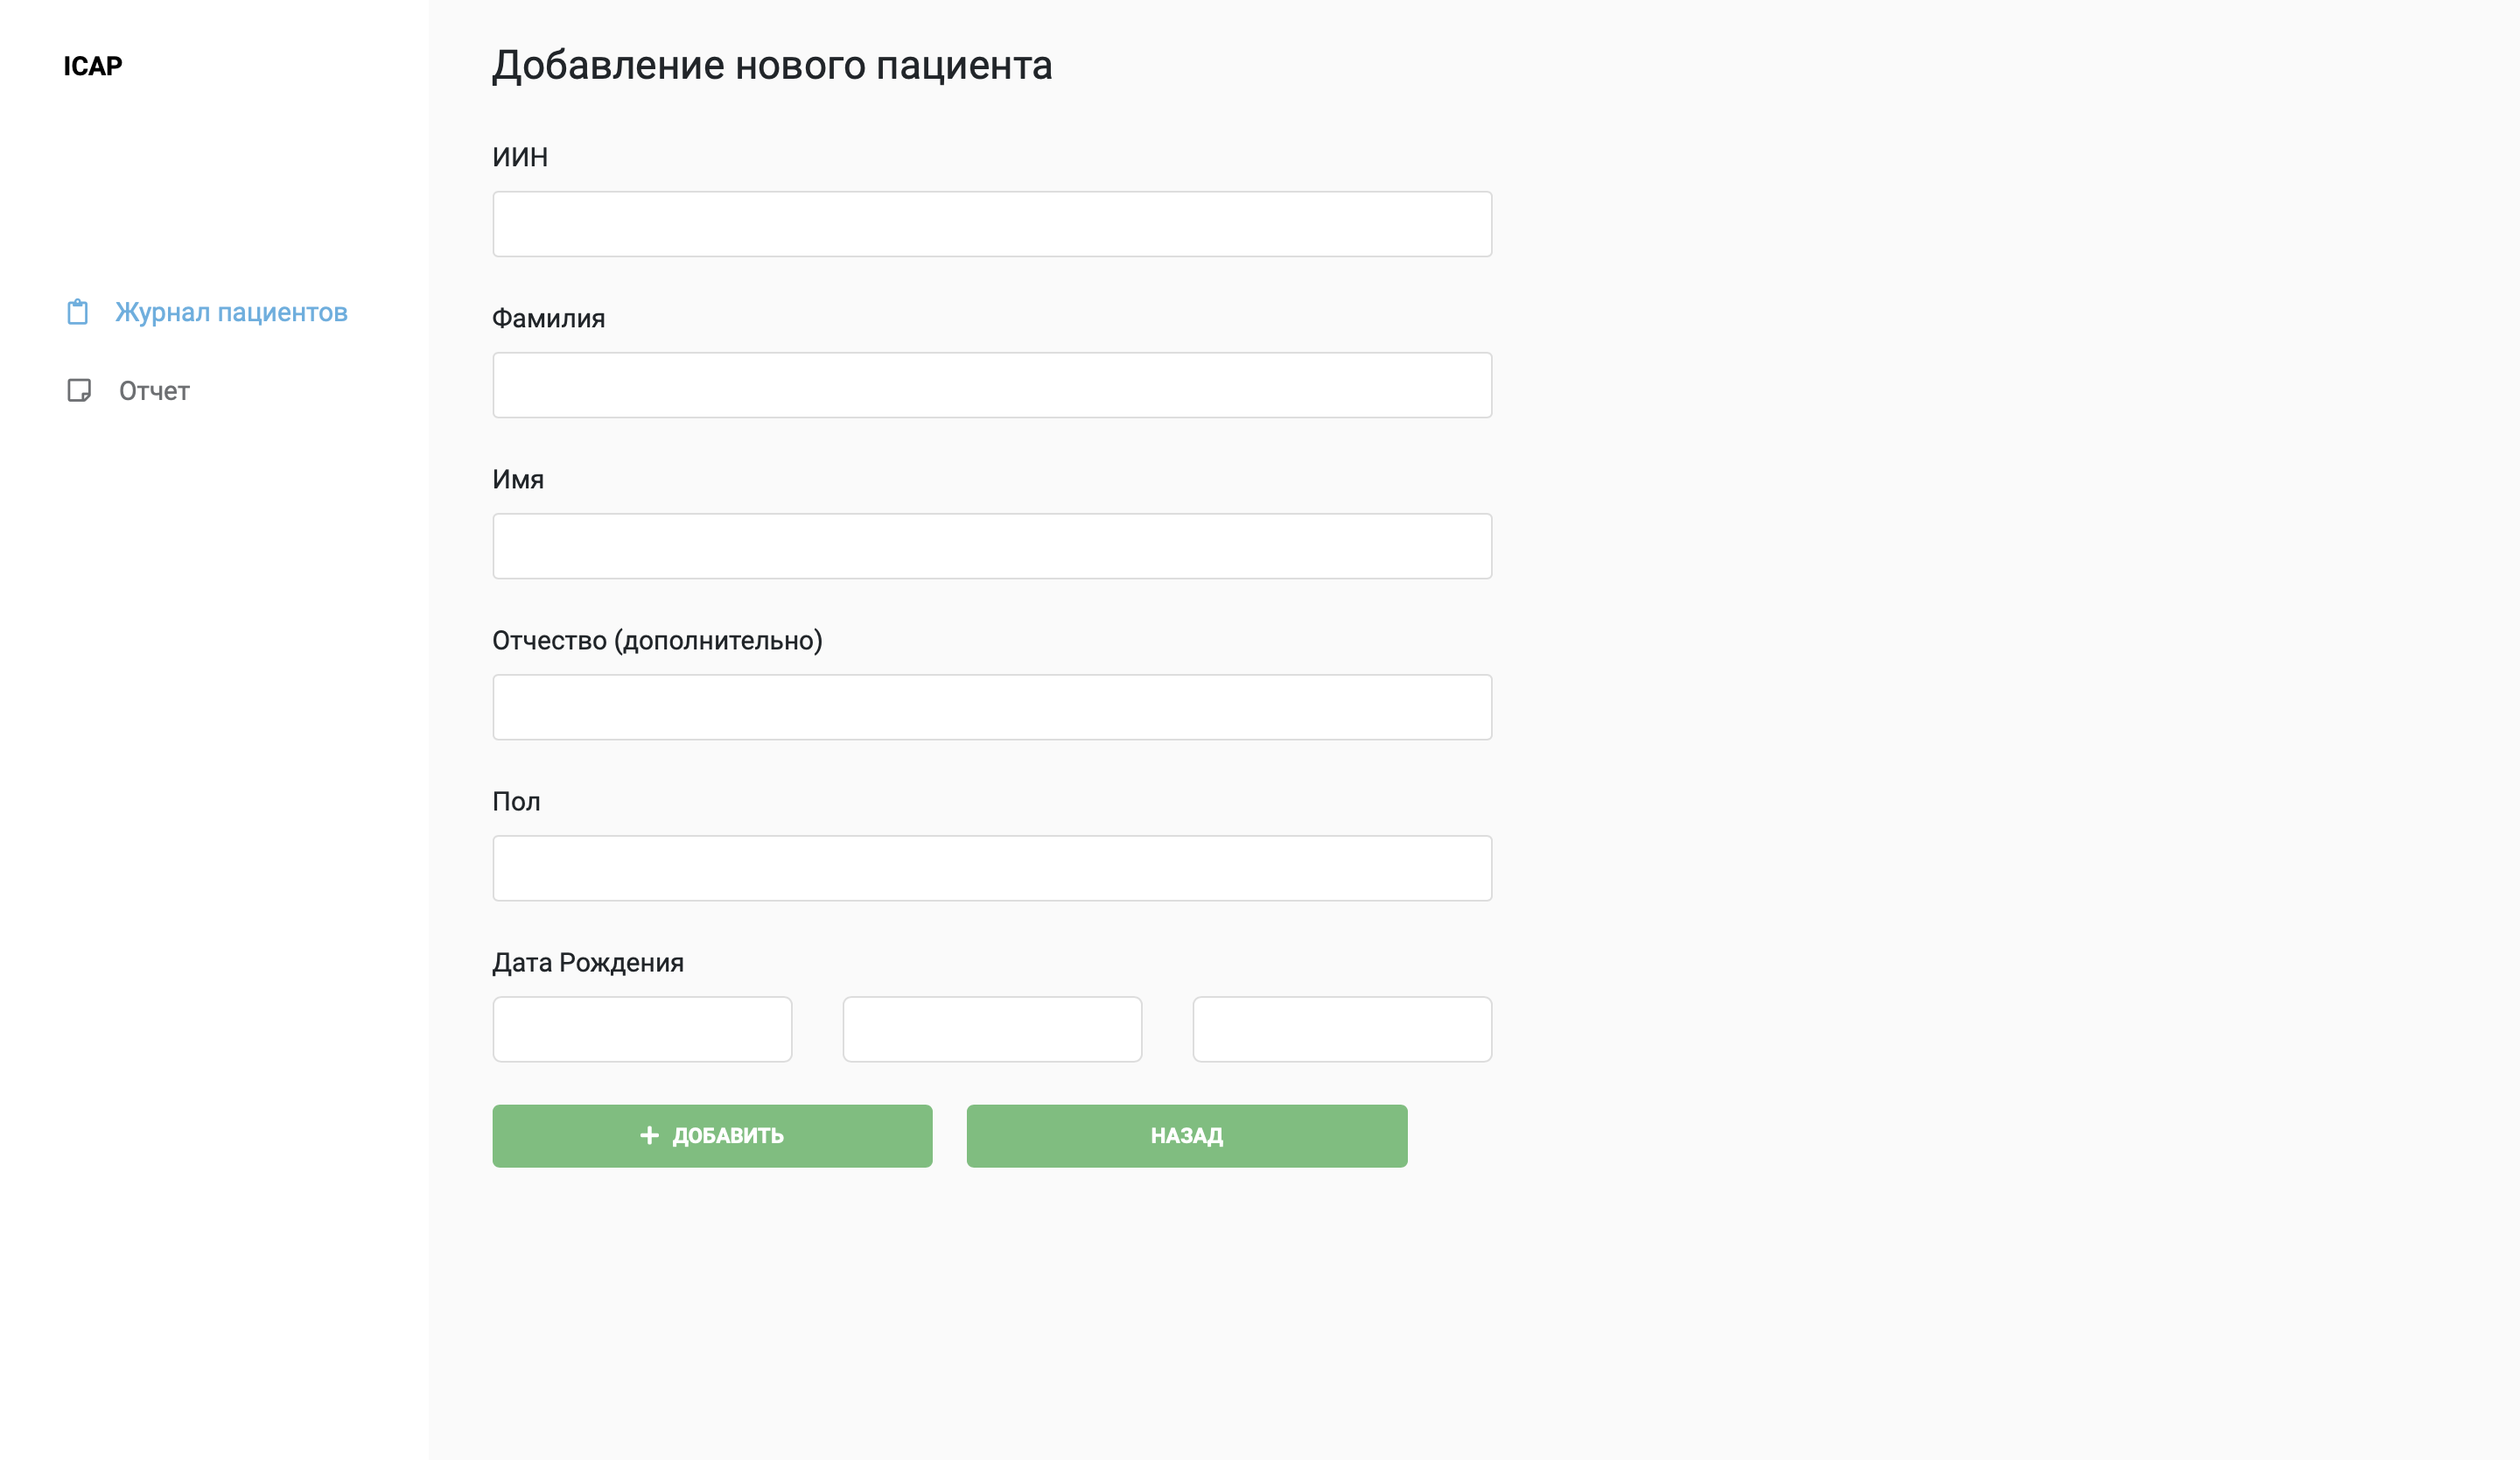 ICAP
Журнал пациентов
Отчет
Добавление нового пациента
ИИН
Фамилия
Имя
Отчество (дополнительно)
Пол
Дата Рождения
ДОБАВИТЬ
НАЗАД